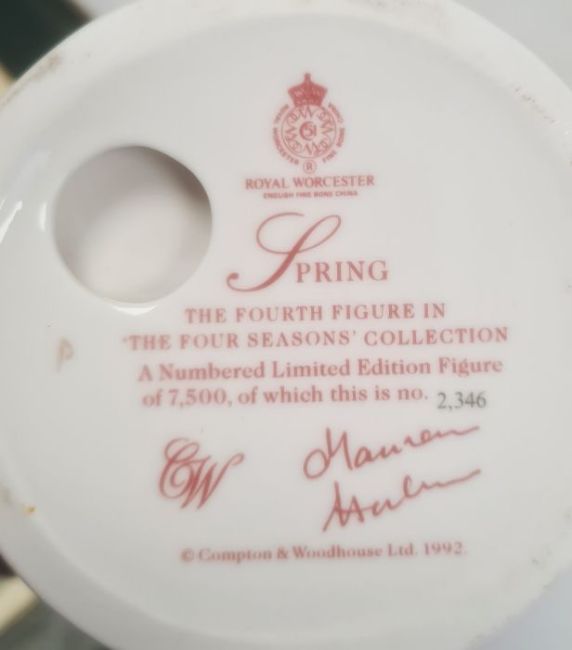 ROYAL WORCESTER
ENGLISH FINE BONE CHINA
SPRING
THE FOURTH FIGURE IN
'THE FOUR SEASONS' COLLECTION
A Numbered Limited Edition Figure
of 7,500, of which this is no. 2,346
CW
Maureen
© Compton & Woodhouse Ltd. 1992.